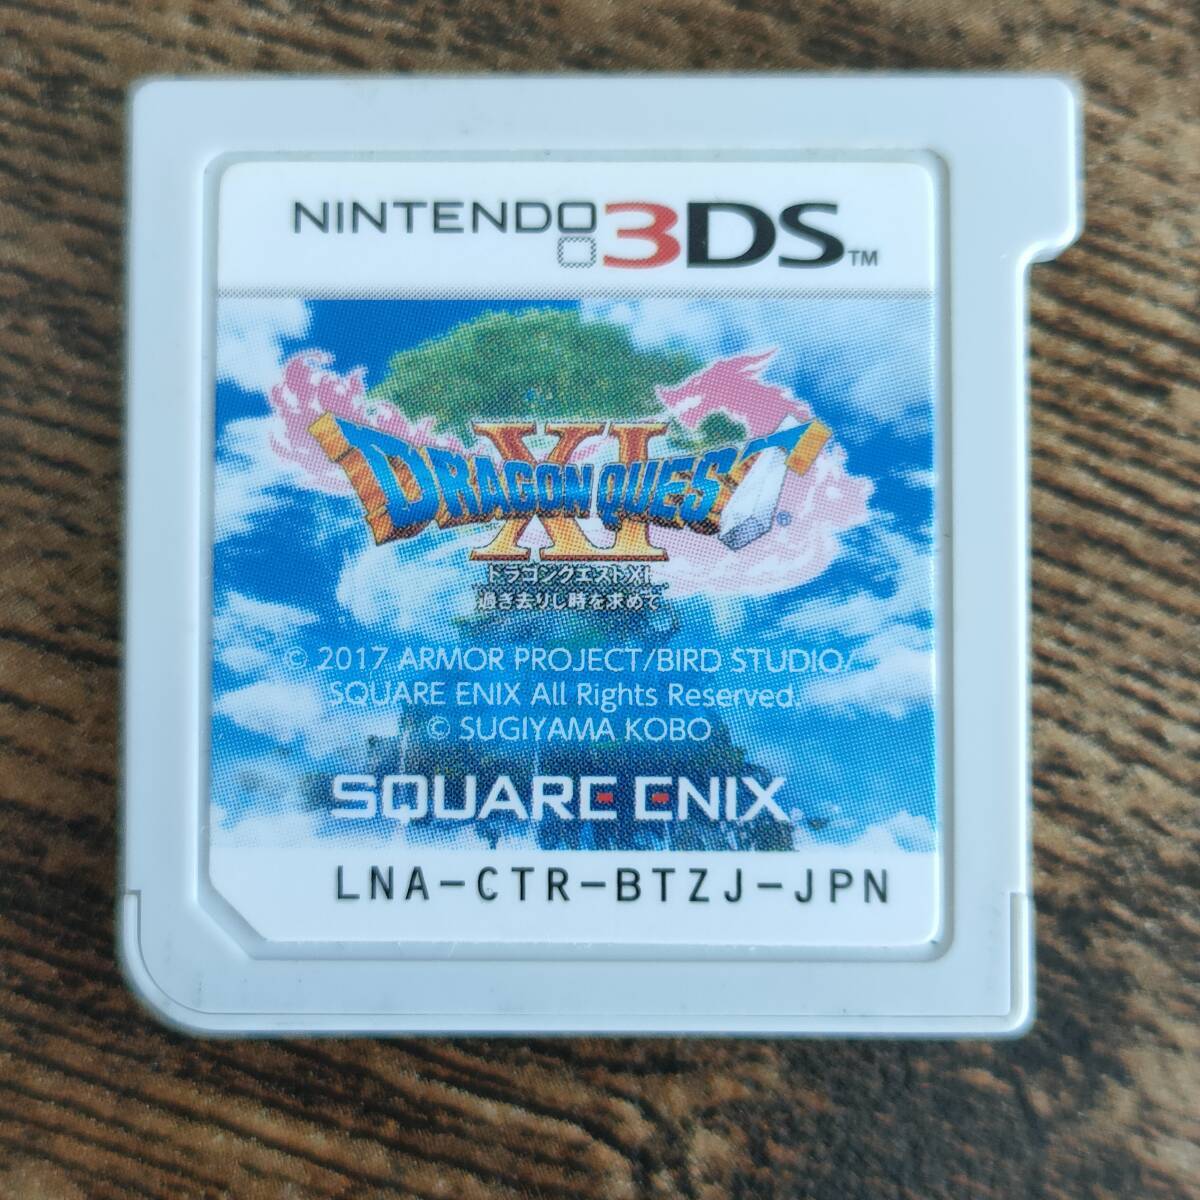 NINTENDO 3DS™
DRAGON QUEST XI®
ドラゴンクエストXI
過ぎ去りし時を求めて
© 2017 ARMOR PROJECT/BIRD STUDIO/
SQUARE ENIX All Rights Reserved.
© SUGIYAMA KOBO
SQUARE ENIX
LNA-CTR-BTZJ-JPN